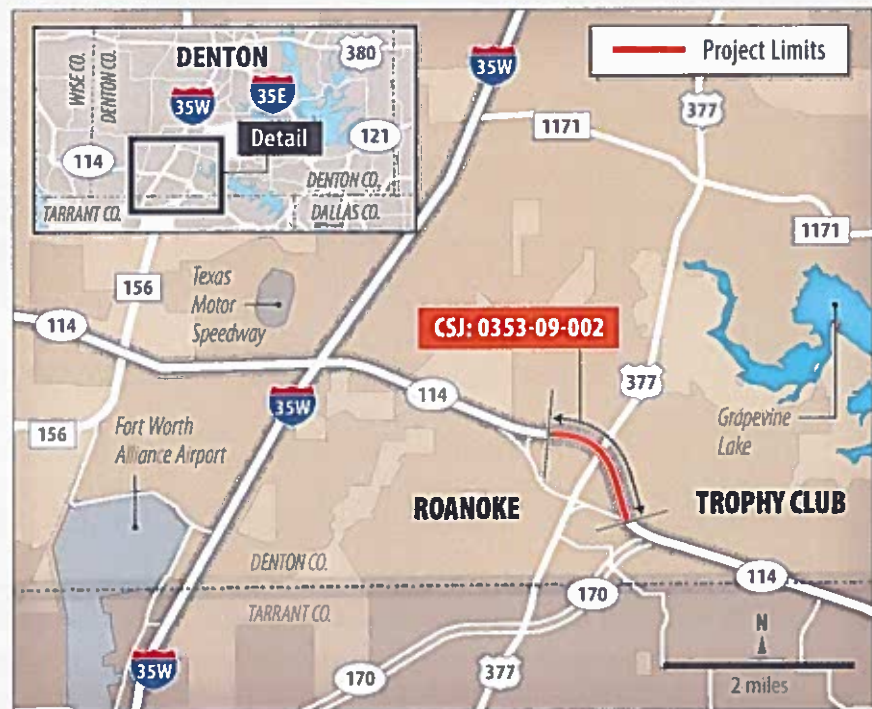 DENTON
380
WISE CO.
DENTON CO.
35W
35E
Detail
121
114
DENTON CO.
TARRANT CO.
DALLAS CO.
35W
Project Limits
377
1171
1171
156
Texas
Motor
Speedway
114
CSJ: 0353-09-002
377
114
35W
Grapevine
Lake
156
Fort Worth
Alliance Airport
ROANOKE
TROPHY CLUB
DENTON CO.
TARRANT CO.
170
114
N
35W
170
377
2 miles